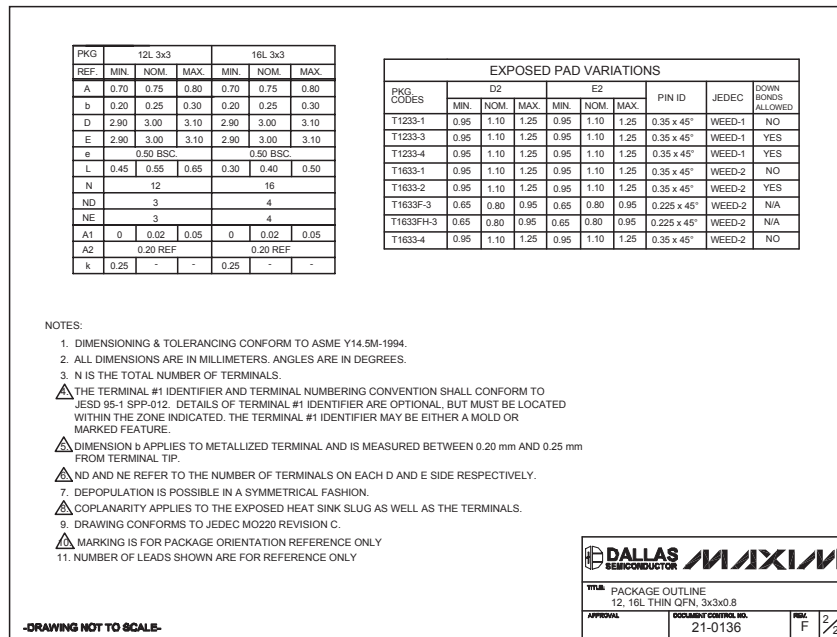 PKG 12L 3x3 16L 3x3
REF. MIN. NOM. MAX. MIN. NOM. MAX.
A 0.70 0.75 0.80 0.70 0.75 0.80
b 0.20 0.25 0.30 0.20 0.25 0.30
D 2.90 3.00 3.10 2.90 3.00 3.10
E 2.90 3.00 3.10 2.90 3.00 3.10
e 0.50 BSC. 0.50 BSC.
L 0.45 0.55 0.65 0.30 0.40 0.50
N 12 16
ND 3 4
NE 3 4
A1 0 0.02 0.05 0 0.02 0.05
A2 0.20 REF 0.20 REF
k 0.25 - - 0.25 - -
EXPOSED PAD VARIATIONS
PKG. CODES D2 E2 PIN ID JEDEC DOWN BONDS ALLOWED
MIN. NOM. MAX. MIN. NOM. MAX.
T1233-1 0.95 1.10 1.25 0.95 1.10 1.25 0.35 x 45° WEED-1 NO
T1233-3 0.95 1.10 1.25 0.95 1.10 1.25 0.35 x 45° WEED-1 YES
T1233-4 0.95 1.10 1.25 0.95 1.10 1.25 0.35 x 45° WEED-1 YES
T1633-1 0.95 1.10 1.25 0.95 1.10 1.25 0.35 x 45° WEED-2 NO
T1633-2 0.95 1.10 1.25 0.95 1.10 1.25 0.35 x 45° WEED-2 YES
T1633F-3 0.65 0.80 0.95 0.65 0.80 0.95 0.225 x 45° WEED-2 N/A
T1633FH-3 0.65 0.80 0.95 0.65 0.80 0.95 0.225 x 45° WEED-2 N/A
T1633-4 0.95 1.10 1.25 0.95 1.10 1.25 0.35 x 45° WEED-2 NO
NOTES:
1. DIMENSIONING & TOLERANCING CONFORM TO ASME Y14.5M-1994.
2. ALL DIMENSIONS ARE IN MILLIMETERS. ANGLES ARE IN DEGREES.
3. N IS THE TOTAL NUMBER OF TERMINALS.
4. THE TERMINAL #1 IDENTIFIER AND TERMINAL NUMBERING CONVENTION SHALL CONFORM TO
JESD 95-1 SPP-012. DETAILS OF TERMINAL #1 IDENTIFIER ARE OPTIONAL, BUT MUST BE LOCATED
WITHIN THE ZONE INDICATED. THE TERMINAL #1 IDENTIFIER MAY BE EITHER A MOLD OR
MARKED FEATURE.
5. DIMENSION b APPLIES TO METALLIZED TERMINAL AND IS MEASURED BETWEEN 0.20 mm AND 0.25 mm
FROM TERMINAL TIP.
6. ND AND NE REFER TO THE NUMBER OF TERMINALS ON EACH D AND E SIDE RESPECTIVELY.
7. DEPOPULATION IS POSSIBLE IN A SYMMETRICAL FASHION.
8. COPLANARITY APPLIES TO THE EXPOSED HEAT SINK SLUG AS WELL AS THE TERMINALS.
9. DRAWING CONFORMS TO JEDEC MO220 REVISION C.
10. MARKING IS FOR PACKAGE ORIENTATION REFERENCE ONLY
11. NUMBER OF LEADS SHOWN ARE FOR REFERENCE ONLY
DALLAS SEMICONDUCTOR MAXIM
TITLE: PACKAGE OUTLINE
12, 16L THIN QFN, 3x3x0.8
APPROVAL DOCUMENT CONTROL NO. REV.
21-0136 F 2/2
-DRAWING NOT TO SCALE-